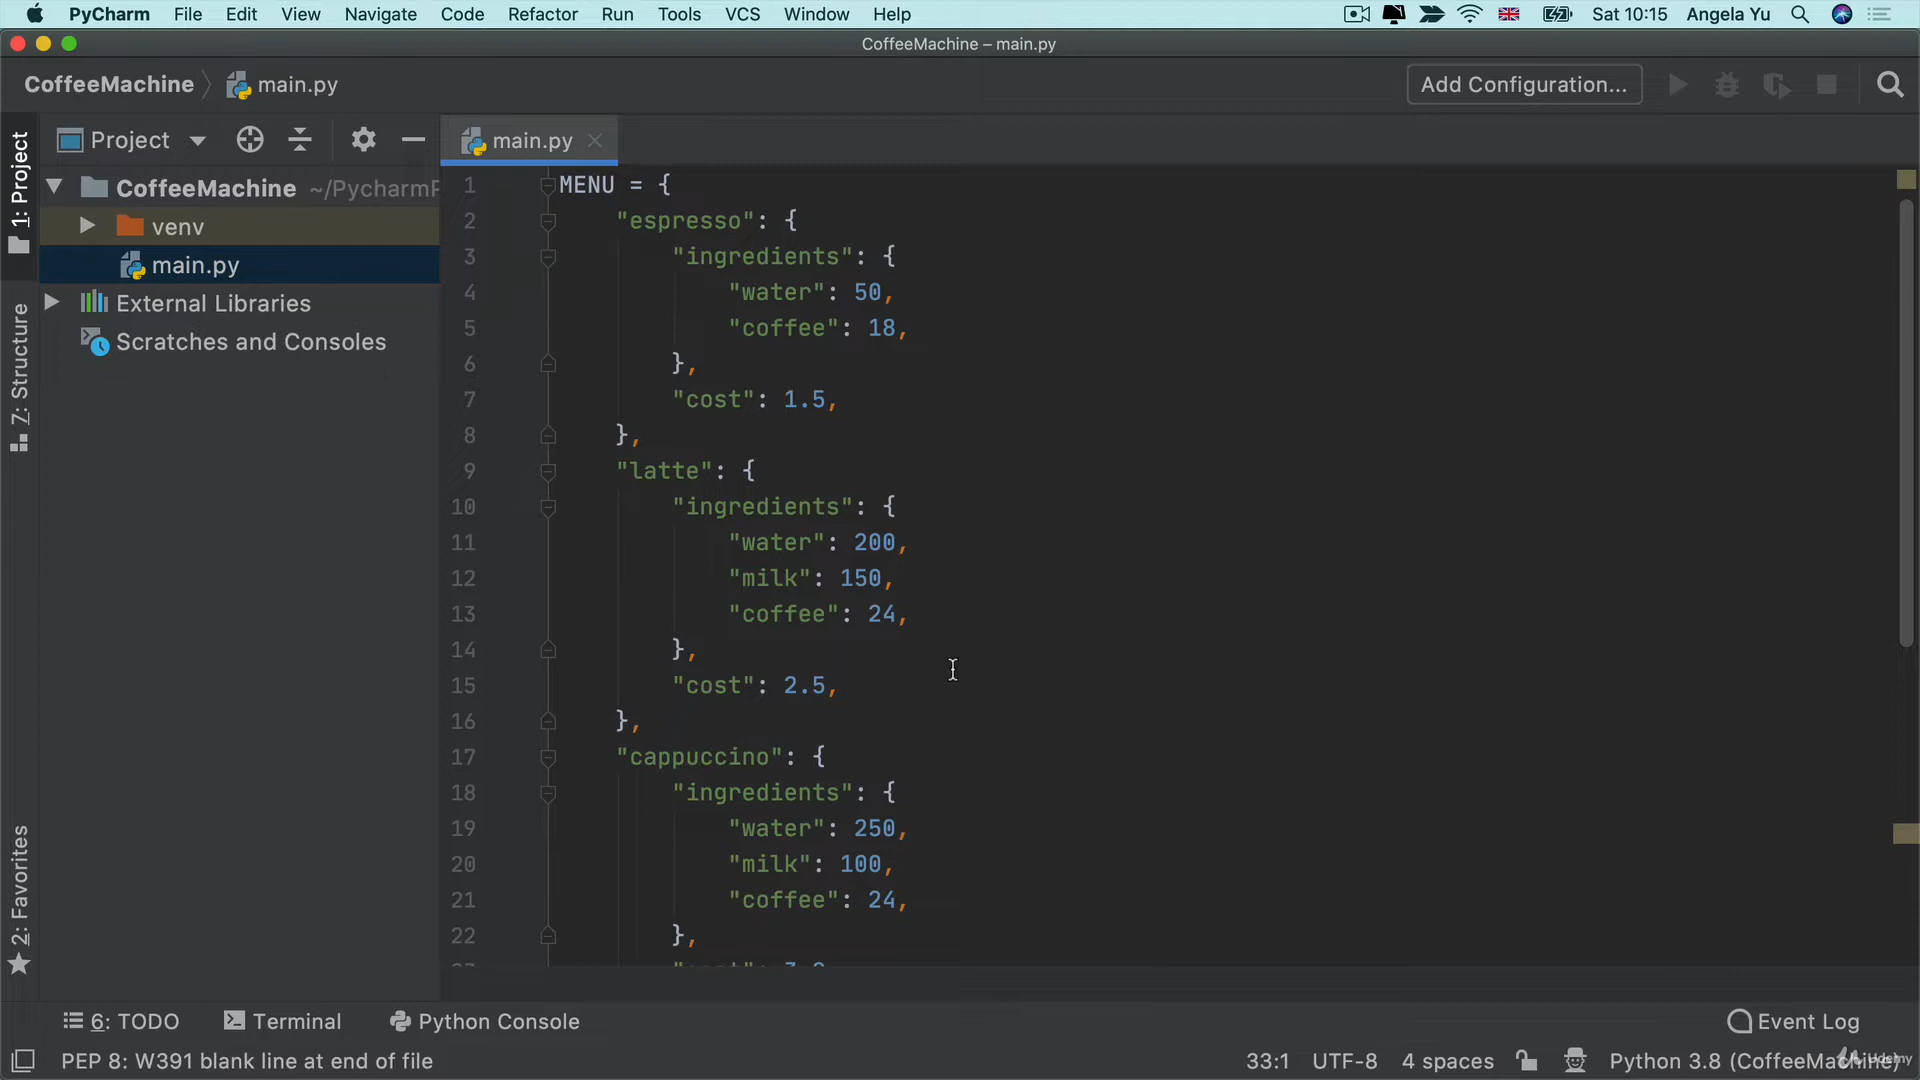 PyCharm File Edit View Navigate Code Refactor Run Tools VCS Window Help Sat 10:15 Angela Yu
CoffeeMachine – main.py
CoffeeMachine main.py Add Configuration...
Project main.py
1: Project
7: Structure
2: Favorites
CoffeeMachine ~/PycharmP
venv
main.py
External Libraries
Scratches and Consoles
1 MENU = {
2 "espresso": {
3 "ingredients": {
4 "water": 50,
5 "coffee": 18,
6 },
7 "cost": 1.5,
8 },
9 "latte": {
10 "ingredients": {
11 "water": 200,
12 "milk": 150,
13 "coffee": 24,
14 },
15 "cost": 2.5,
16 },
17 "cappuccino": {
18 "ingredients": {
19 "water": 250,
20 "milk": 100,
21 "coffee": 24,
22 },
6: TODO Terminal Python Console Event Log
PEP 8: W391 blank line at end of file 33:1 UTF-8 4 spaces Python 3.8 (CoffeeMachine)
Udemy